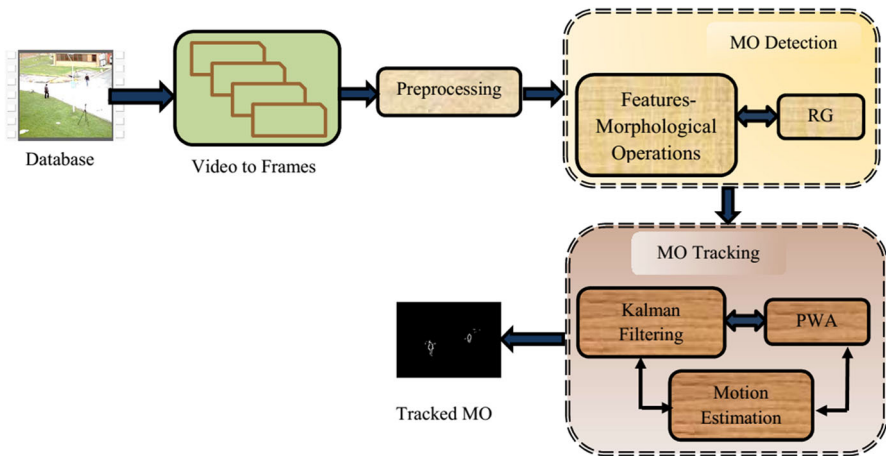 Database
Video to Frames
Preprocessing
MO Detection
Features-
Morphological
Operations
RG
MO Tracking
Kalman
Filtering
PWA
Motion
Estimation
Tracked MO